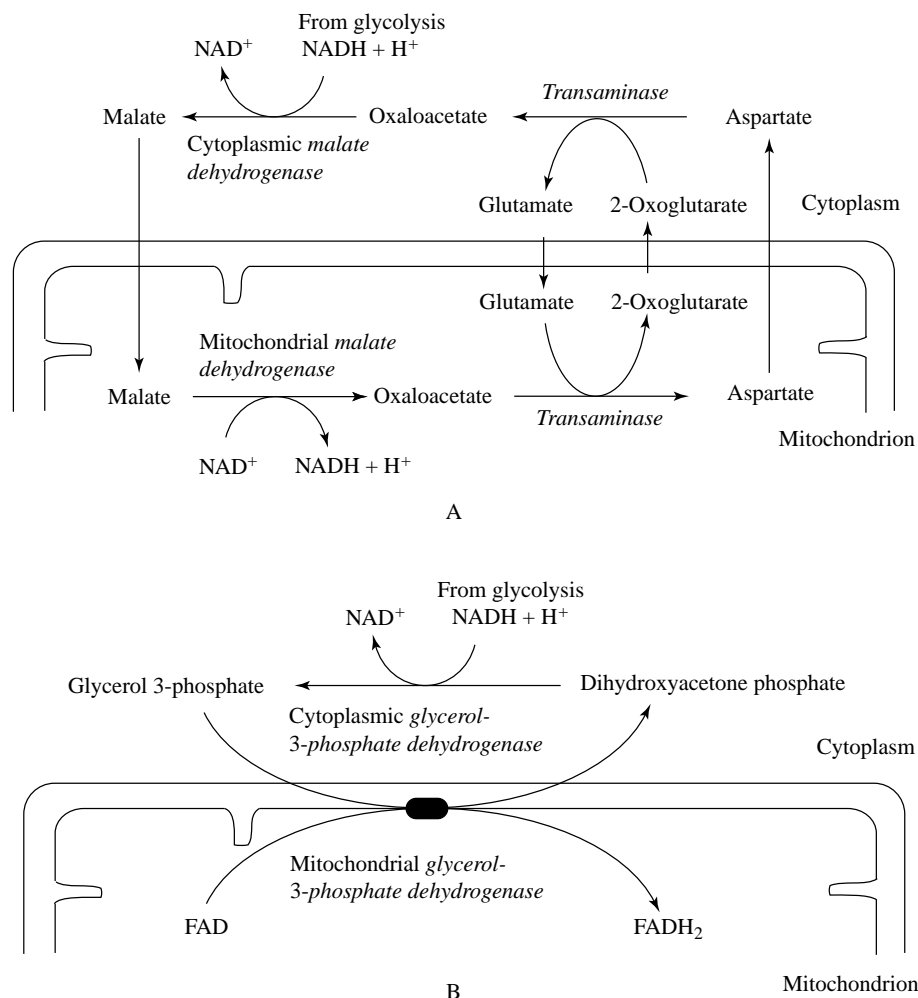 From glycolysis
NAD⁺ NADH + H⁺
Transaminase
Malate Oxaloacetate Aspartate
Cytoplasmic malate
dehydrogenase
Glutamate 2-Oxoglutarate
Cytoplasm
Glutamate 2-Oxoglutarate
Mitochondrial malate
dehydrogenase
Malate Oxaloacetate Aspartate
Transaminase
Mitochondrion
NAD⁺ NADH + H⁺
A
From glycolysis
NAD⁺ NADH + H⁺
Glycerol 3-phosphate Dihydroxyacetone phosphate
Cytoplasmic glycerol-
3-phosphate dehydrogenase
Cytoplasm
Mitochondrial glycerol-
3-phosphate dehydrogenase
FAD FADH₂
Mitochondrion
B